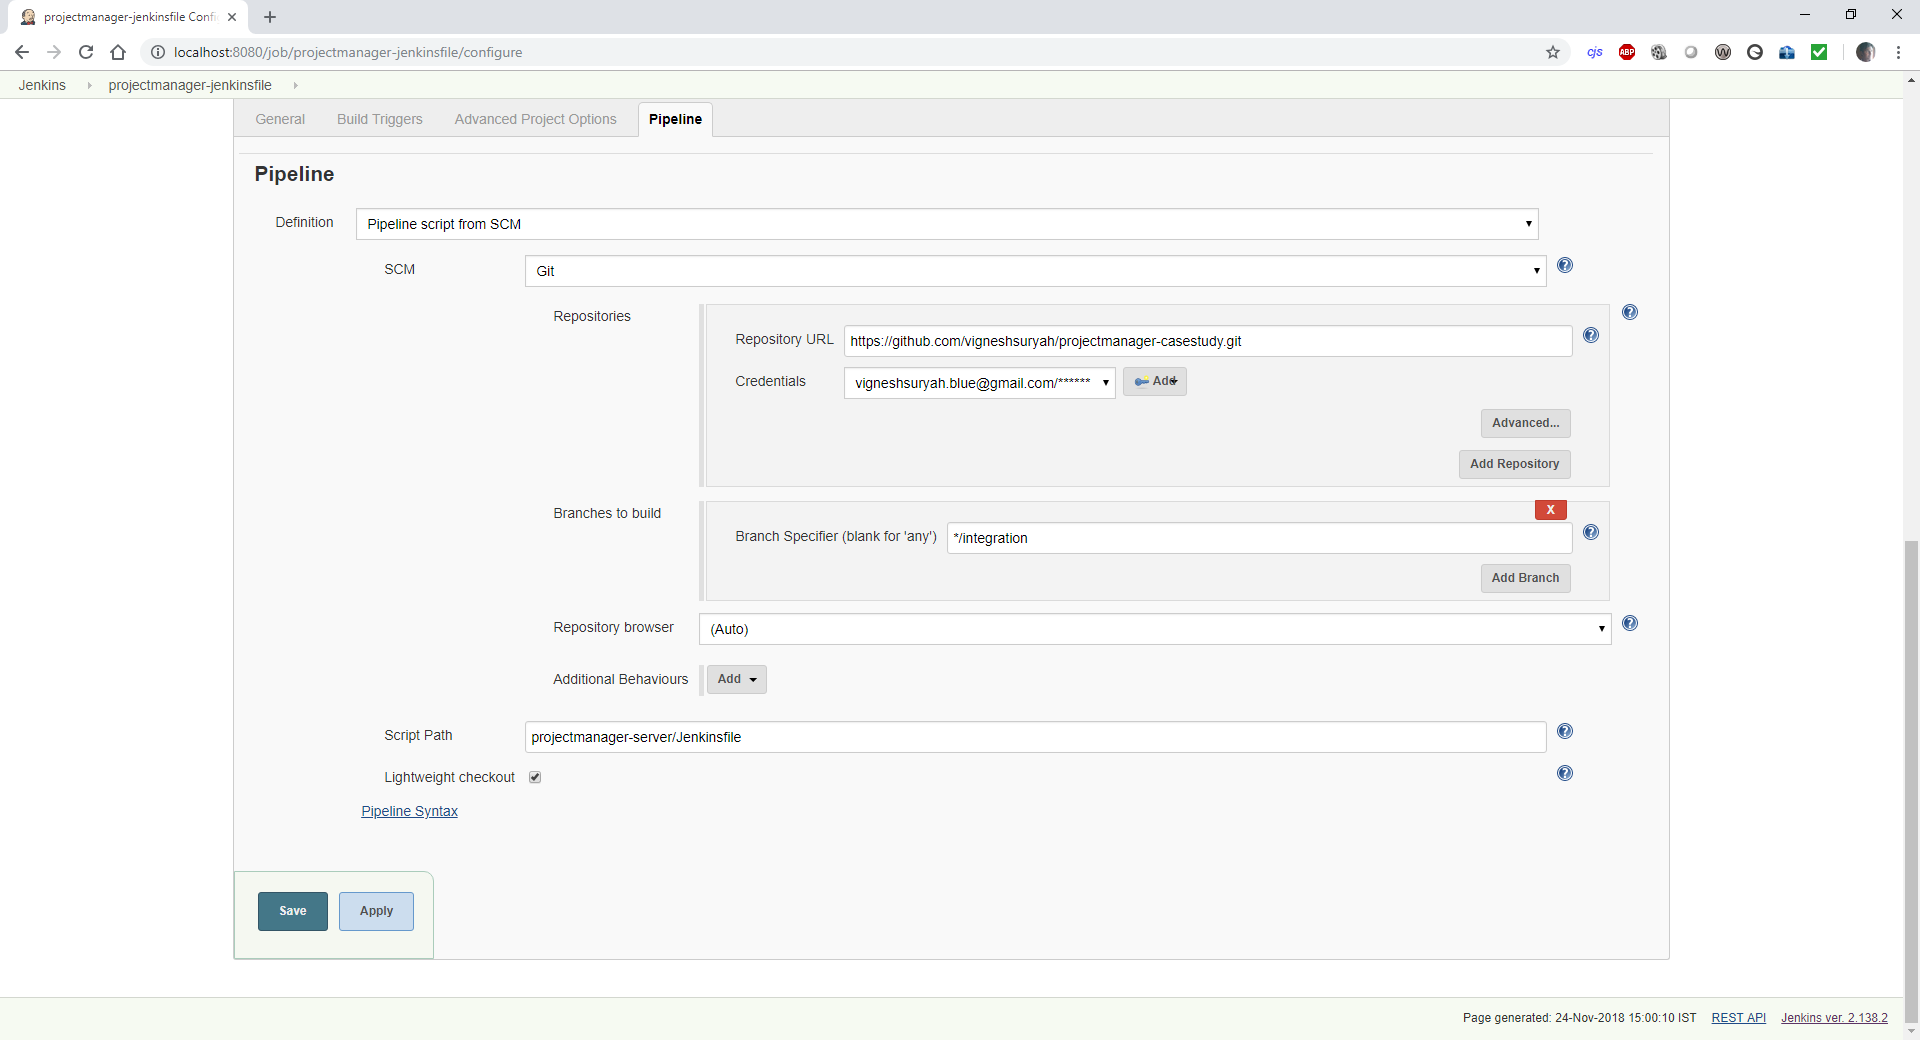 projectmanager-jenkinsfile Confi
localhost:8080/job/projectmanager-jenkinsfile/configure
cjs
ABP
Jenkins
projectmanager-jenkinsfile
General
Build Triggers
Advanced Project Options
Pipeline
Pipeline
Definition
Pipeline script from SCM
SCM
Git
Repositories
Repository URL
https://github.com/vigneshsuryah/projectmanager-casestudy.git
Credentials
vigneshsuryah.blue@gmail.com/******
Add
Advanced...
Add Repository
Branches to build
X
Branch Specifier (blank for 'any')
*/integration
Add Branch
Repository browser
(Auto)
Additional Behaviours
Add
Script Path
projectmanager-server/Jenkinsfile
Lightweight checkout
Pipeline Syntax
Save
Apply
Page generated: 24-Nov-2018 15:00:10 IST
REST API
Jenkins ver. 2.138.2